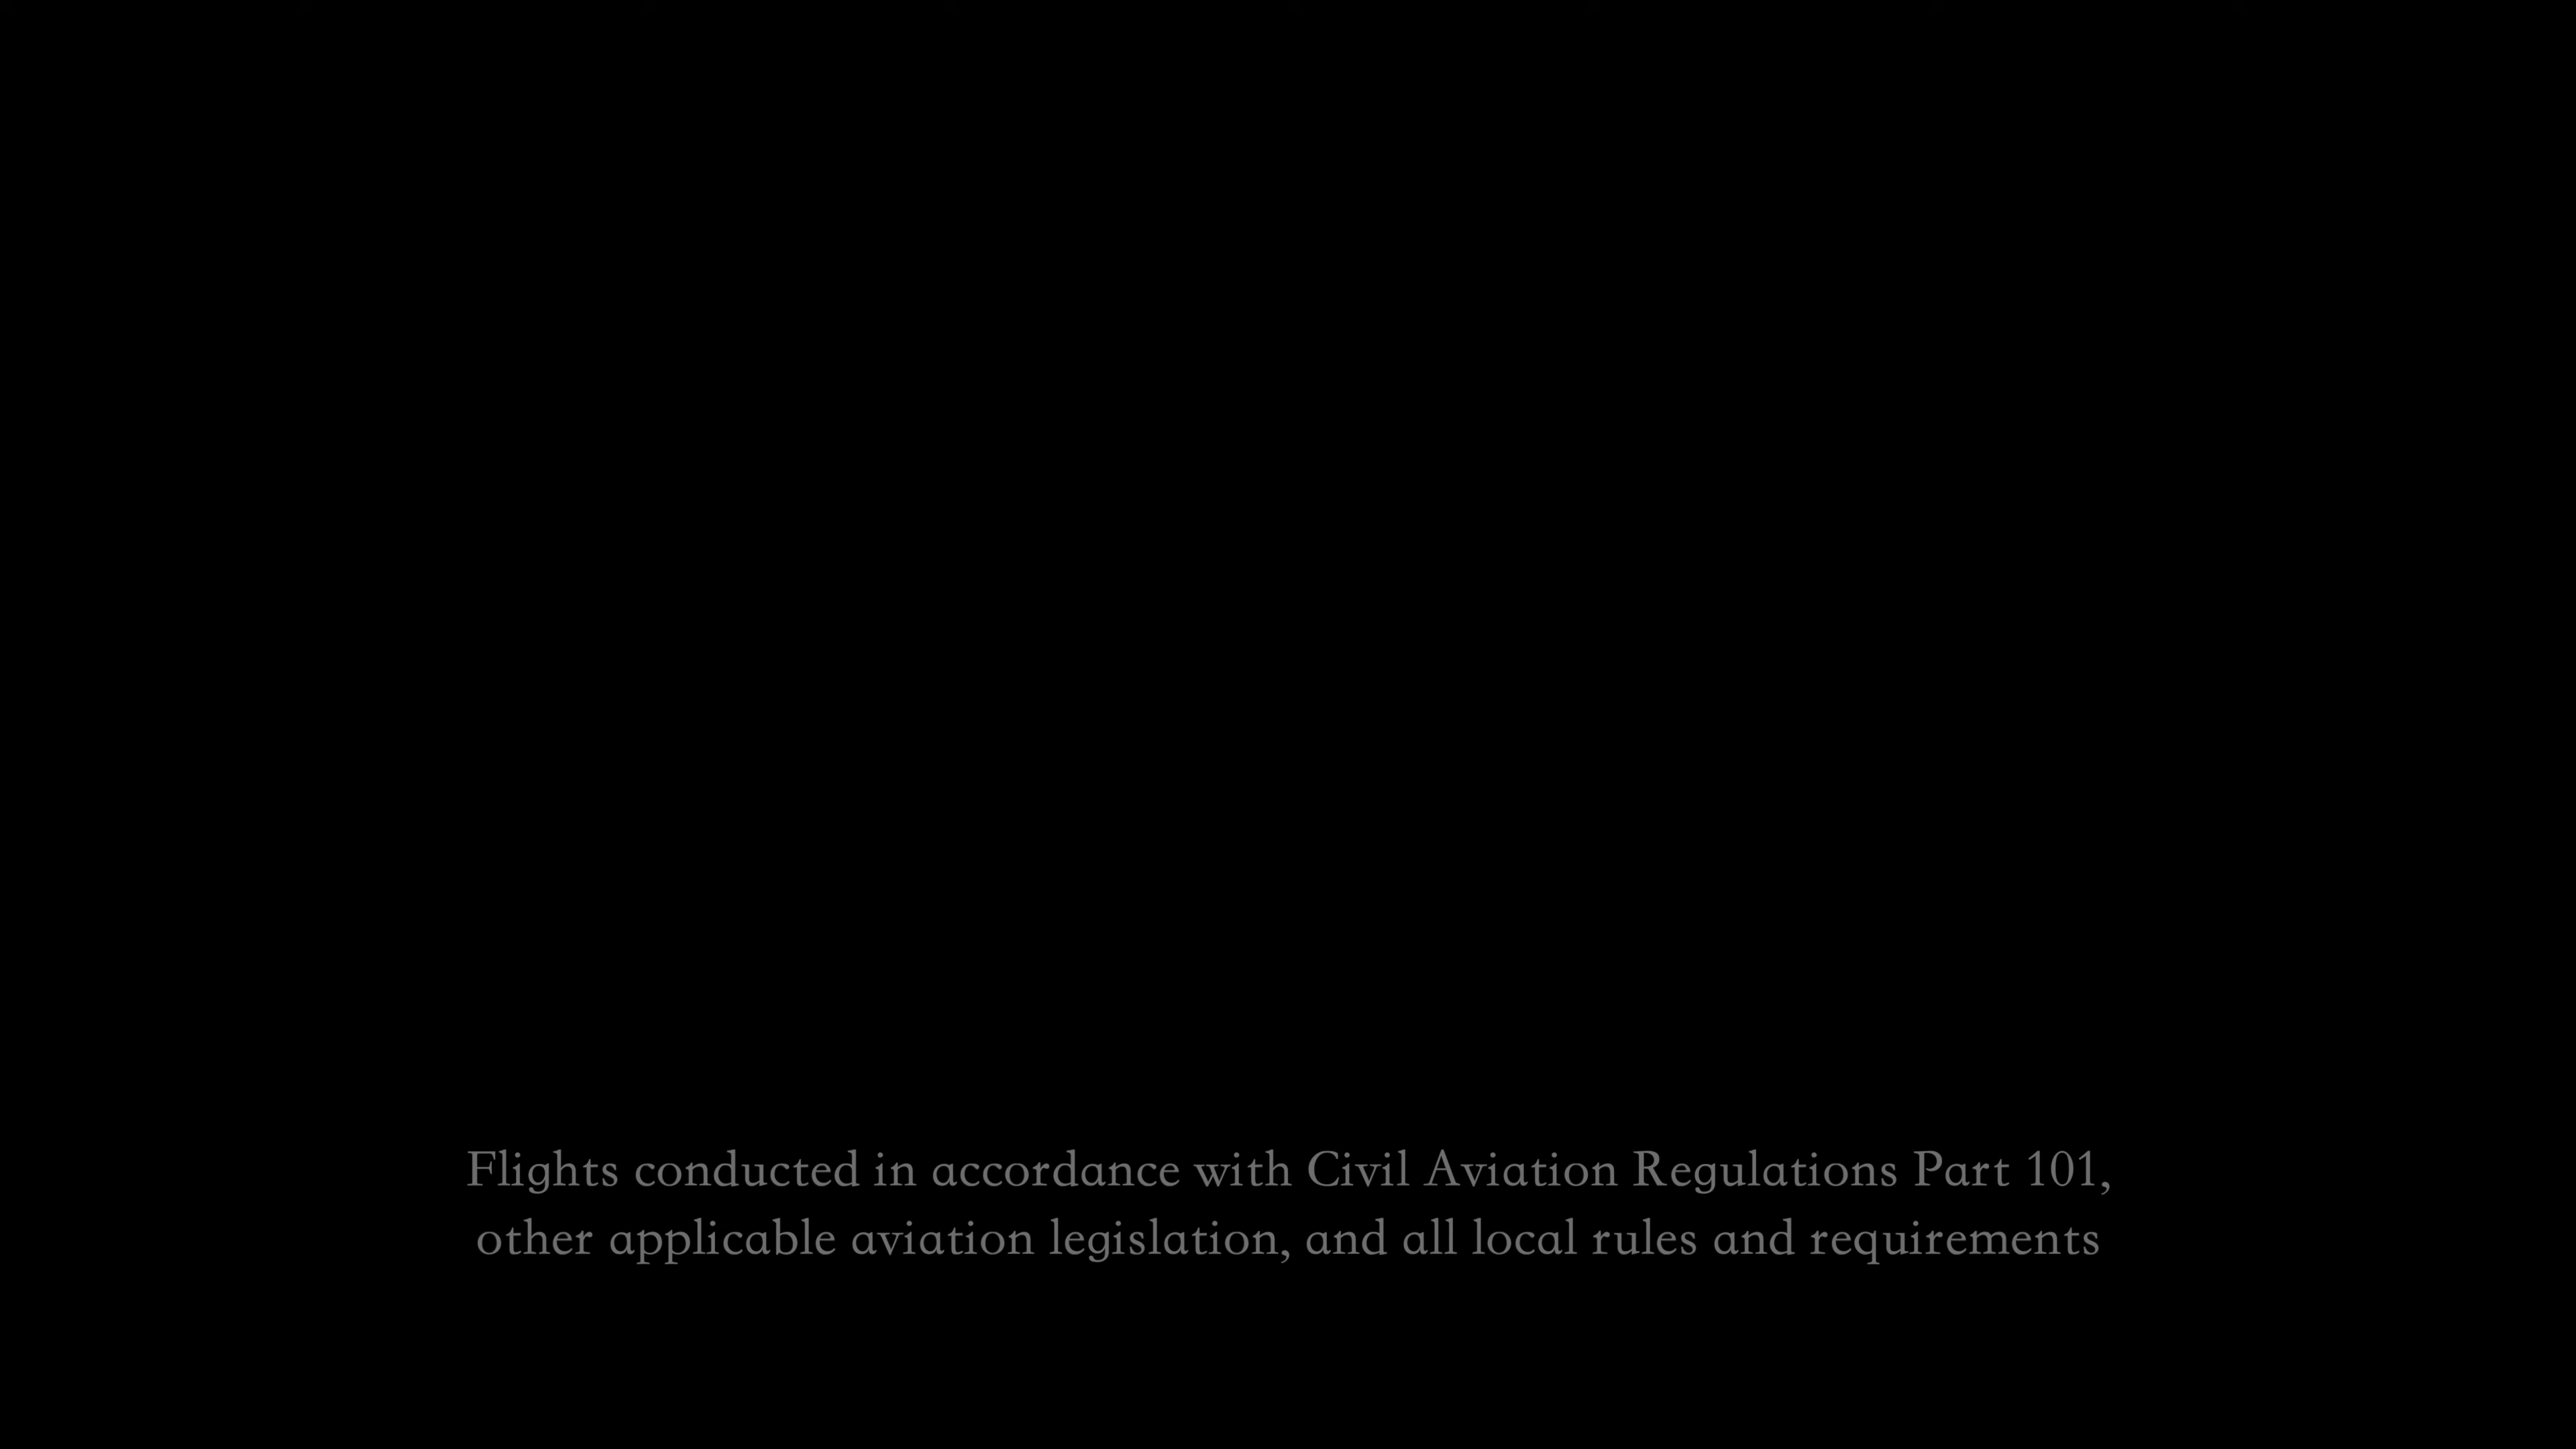 Flights conducted in accordance with Civil Aviation Regulations Part 101,
other applicable aviation legislation, and all local rules and requirements